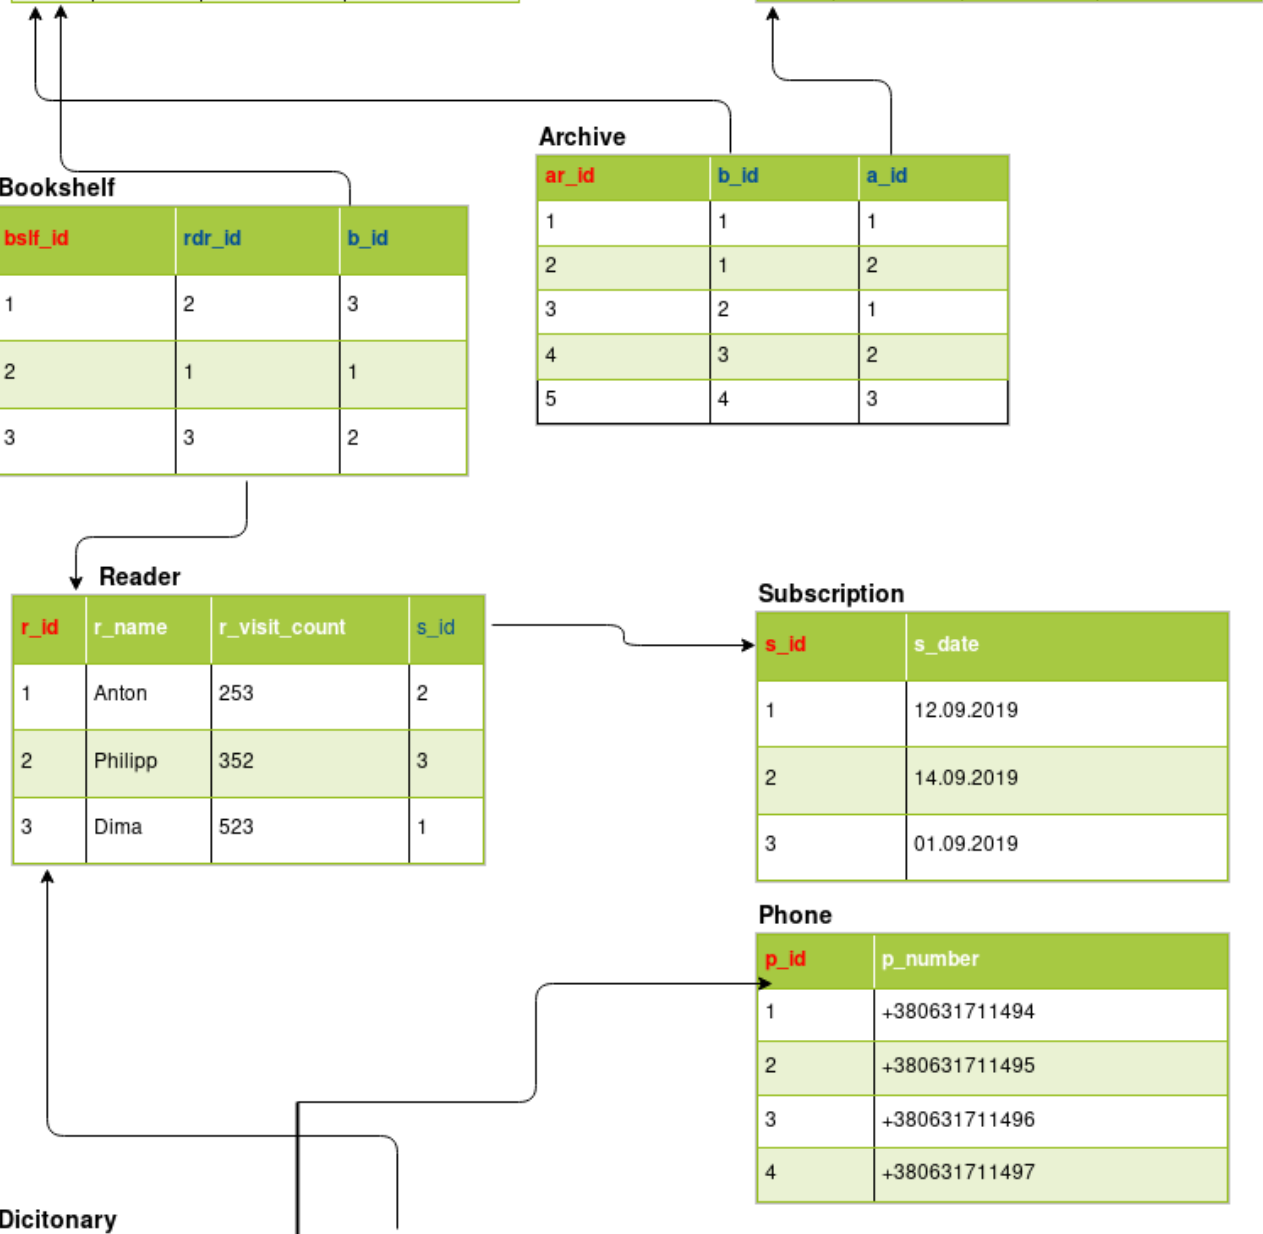 Archive
ar_id b_id a_id
1 1 1
2 1 2
3 2 1
4 3 2
5 4 3
Bookshelf
bslf_id rdr_id b_id
1 2 3
2 1 1
3 3 2
Reader
r_id r_name r_visit_count s_id
1 Anton 253 2
2 Philipp 352 3
3 Dima 523 1
Subscription
s_id s_date
1 12.09.2019
2 14.09.2019
3 01.09.2019
Phone
p_id p_number
1 +380631711494
2 +380631711495
3 +380631711496
4 +380631711497
Dicitonary